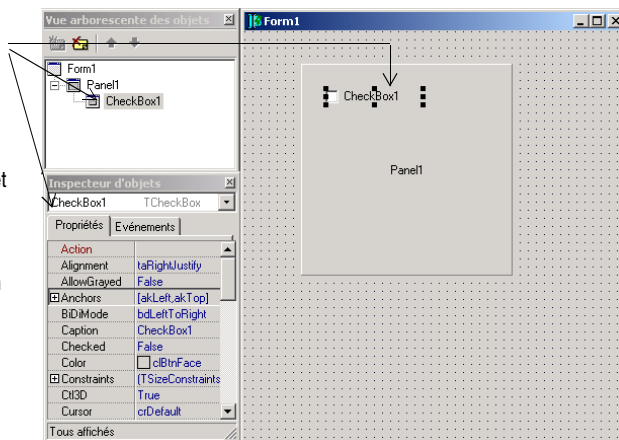 Vue arborescente des objets
Form1
Panel1
CheckBox1
Inspecteur d'objets
CheckBox1 TCheckBox
Propriétés Evénements
Action
Alignment taRightJustify
AllowGrayed False
Anchors [akLeft,akTop]
BiDiMode bdLeftToRight
Caption CheckBox1
Checked False
Color clBtnFace
Constraints (TSizeConstraints
Ctl3D True
Cursor crDefault
Tous affichés
Form1
CheckBox1
Panel1